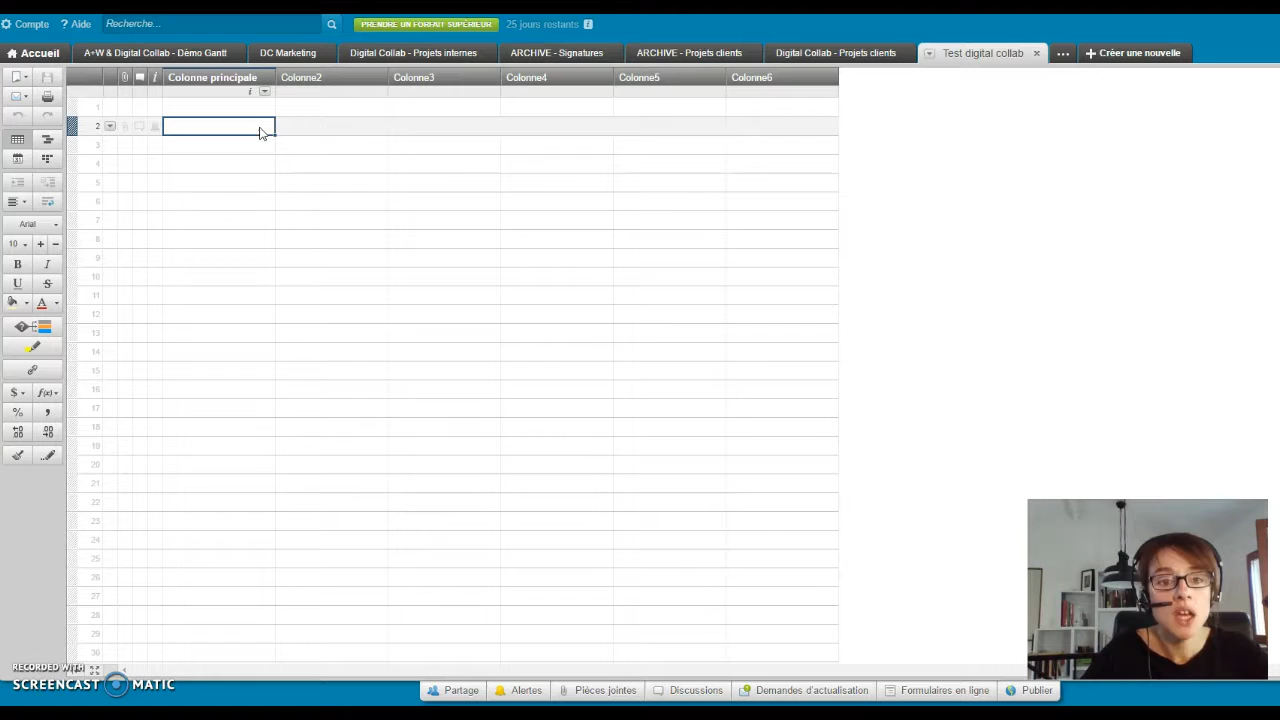 Compte Aide Recherche... PRENDRE UN FORFAIT SUPÉRIEUR 25 jours restants i
Accueil A+W & Digital Collab - Démo Gantt DC Marketing Digital Collab - Projets internes ARCHIVE - Signatures ARCHIVE - Projets clients Digital Collab - Projets clients Test digital collab × ... + Créer une nouvelle
i Colonne principale Colonne2 Colonne3 Colonne4 Colonne5 Colonne6
i
1
2
3
4
5
6
7
8
9
10
11
12
13
14
15
16
17
18
19
20
21
22
23
24
25
26
27
28
29
30
Arial
10 + −
B I
U S
A
?
$ f(x)
% ,
.0 .00
.00 .0
RECORDED WITH
SCREENCAST MATIC
Partage Alertes Pièces jointes Discussions Demandes d'actualisation Formulaires en ligne Publier